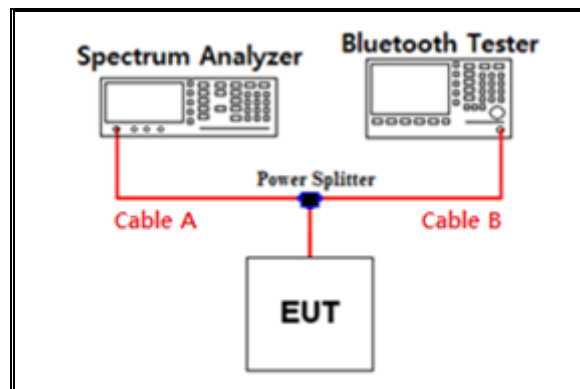 Spectrum Analyzer
Bluetooth Tester
Power Splitter
Cable A
Cable B
EUT